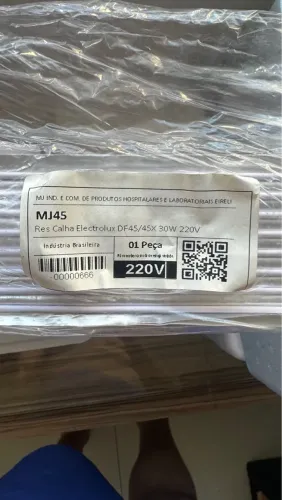 MJ IND. E COM. DE PRODUTOS HOSPITALARES E LABORATORIAIS EIRELI
MJ45
Res Calha Electrolux DF45/45X 30W 220V
Indústria Brasileira
01 Peça
00000666
220V